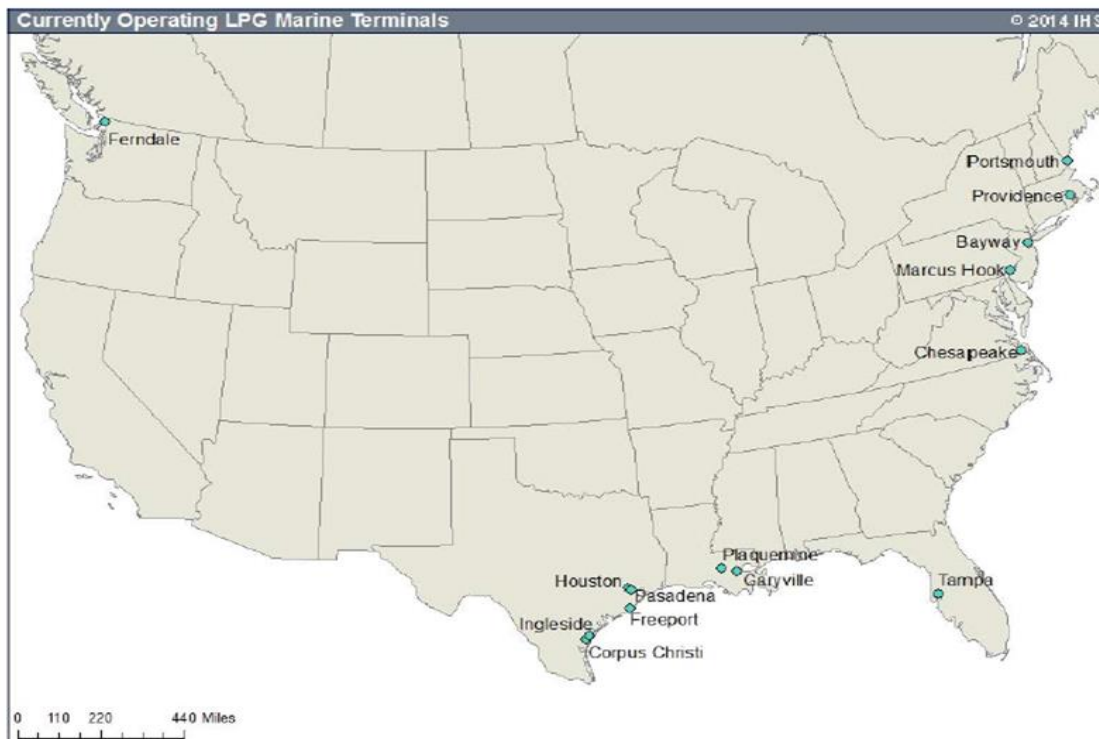 Currently Operating LPG Marine Terminals
© 2014 IHS
Ferndale
Portsmouth
Providence
Bayway
Marcus Hook
Chesapeake
Plaquemine
Garyville
Tampa
Houston
Pasadena
Freeport
Ingleside
Corpus Christi
0 110 220 440 Miles